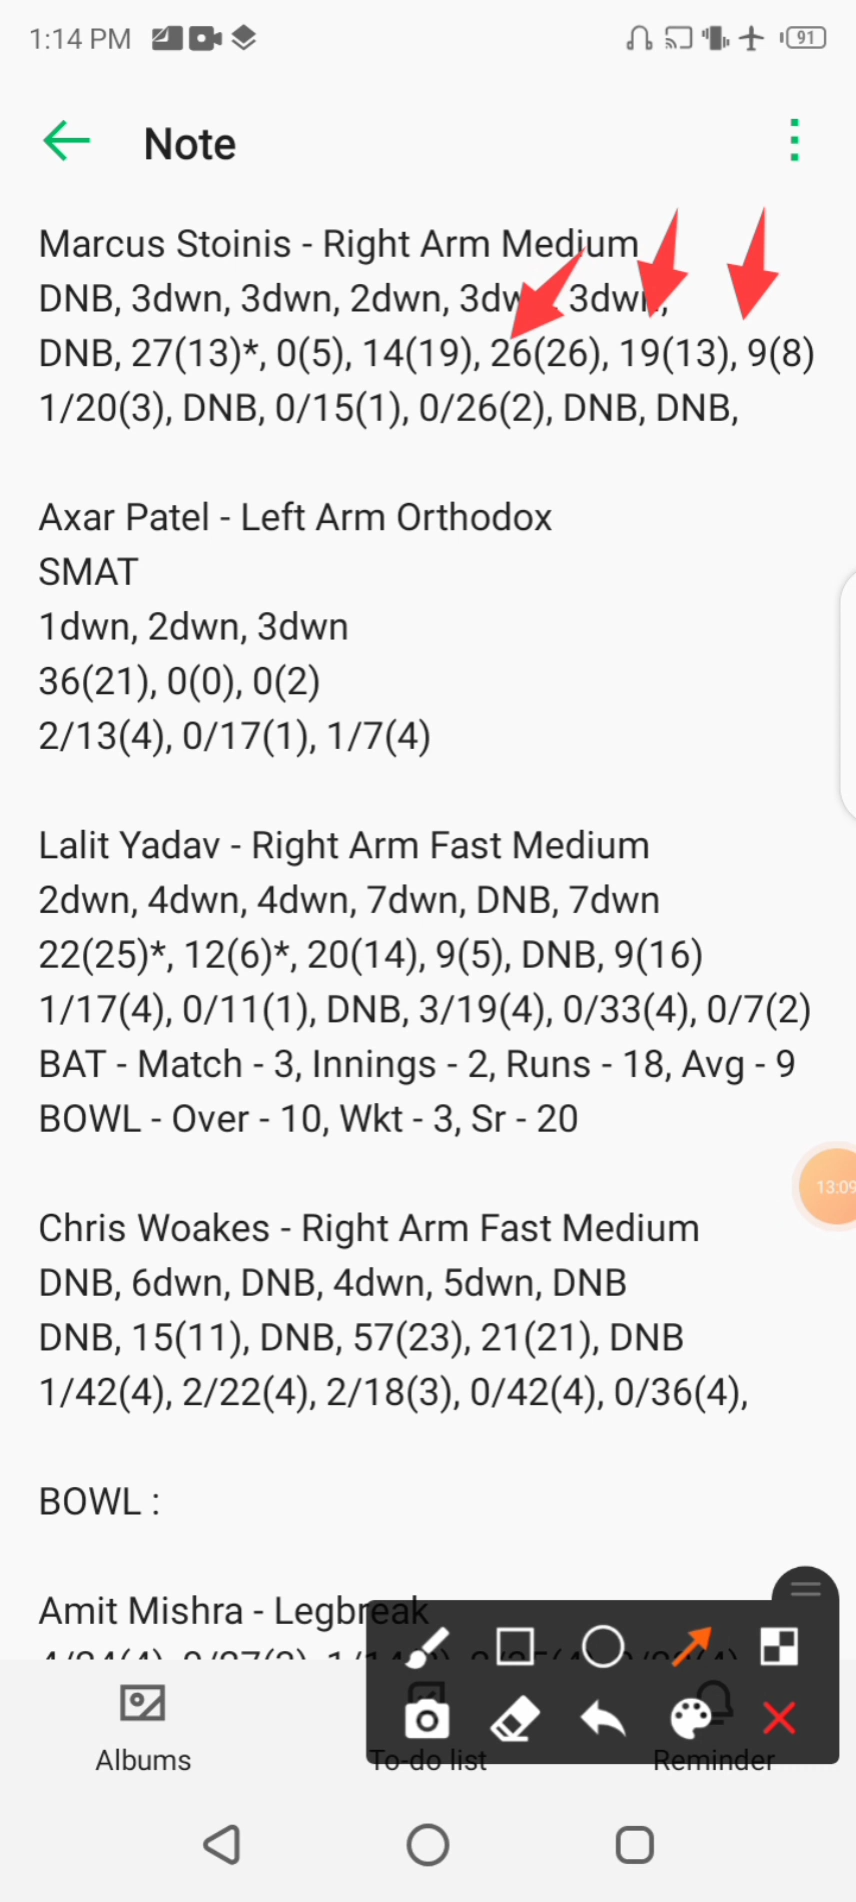 1:14 PM
91
Note
Marcus Stoinis - Right Arm Medium
DNB, 3dwn, 3dwn, 2dwn, 3dwn, 3dwn,
DNB, 27(13)*, 0(5), 14(19), 26(26), 19(13), 9(8)
1/20(3), DNB, 0/15(1), 0/26(2), DNB, DNB,
Axar Patel - Left Arm Orthodox
SMAT
1dwn, 2dwn, 3dwn
36(21), 0(0), 0(2)
2/13(4), 0/17(1), 1/7(4)
Lalit Yadav - Right Arm Fast Medium
2dwn, 4dwn, 4dwn, 7dwn, DNB, 7dwn
22(25)*, 12(6)*, 20(14), 9(5), DNB, 9(16)
1/17(4), 0/11(1), DNB, 3/19(4), 0/33(4), 0/7(2)
BAT - Match - 3, Innings - 2, Runs - 18, Avg - 9
BOWL - Over - 10, Wkt - 3, Sr - 20
13:09
Chris Woakes - Right Arm Fast Medium
DNB, 6dwn, DNB, 4dwn, 5dwn, DNB
DNB, 15(11), DNB, 57(23), 21(21), DNB
1/42(4), 2/22(4), 2/18(3), 0/42(4), 0/36(4),
BOWL :
Amit Mishra - Legbreak
Albums
To-do list
Reminder